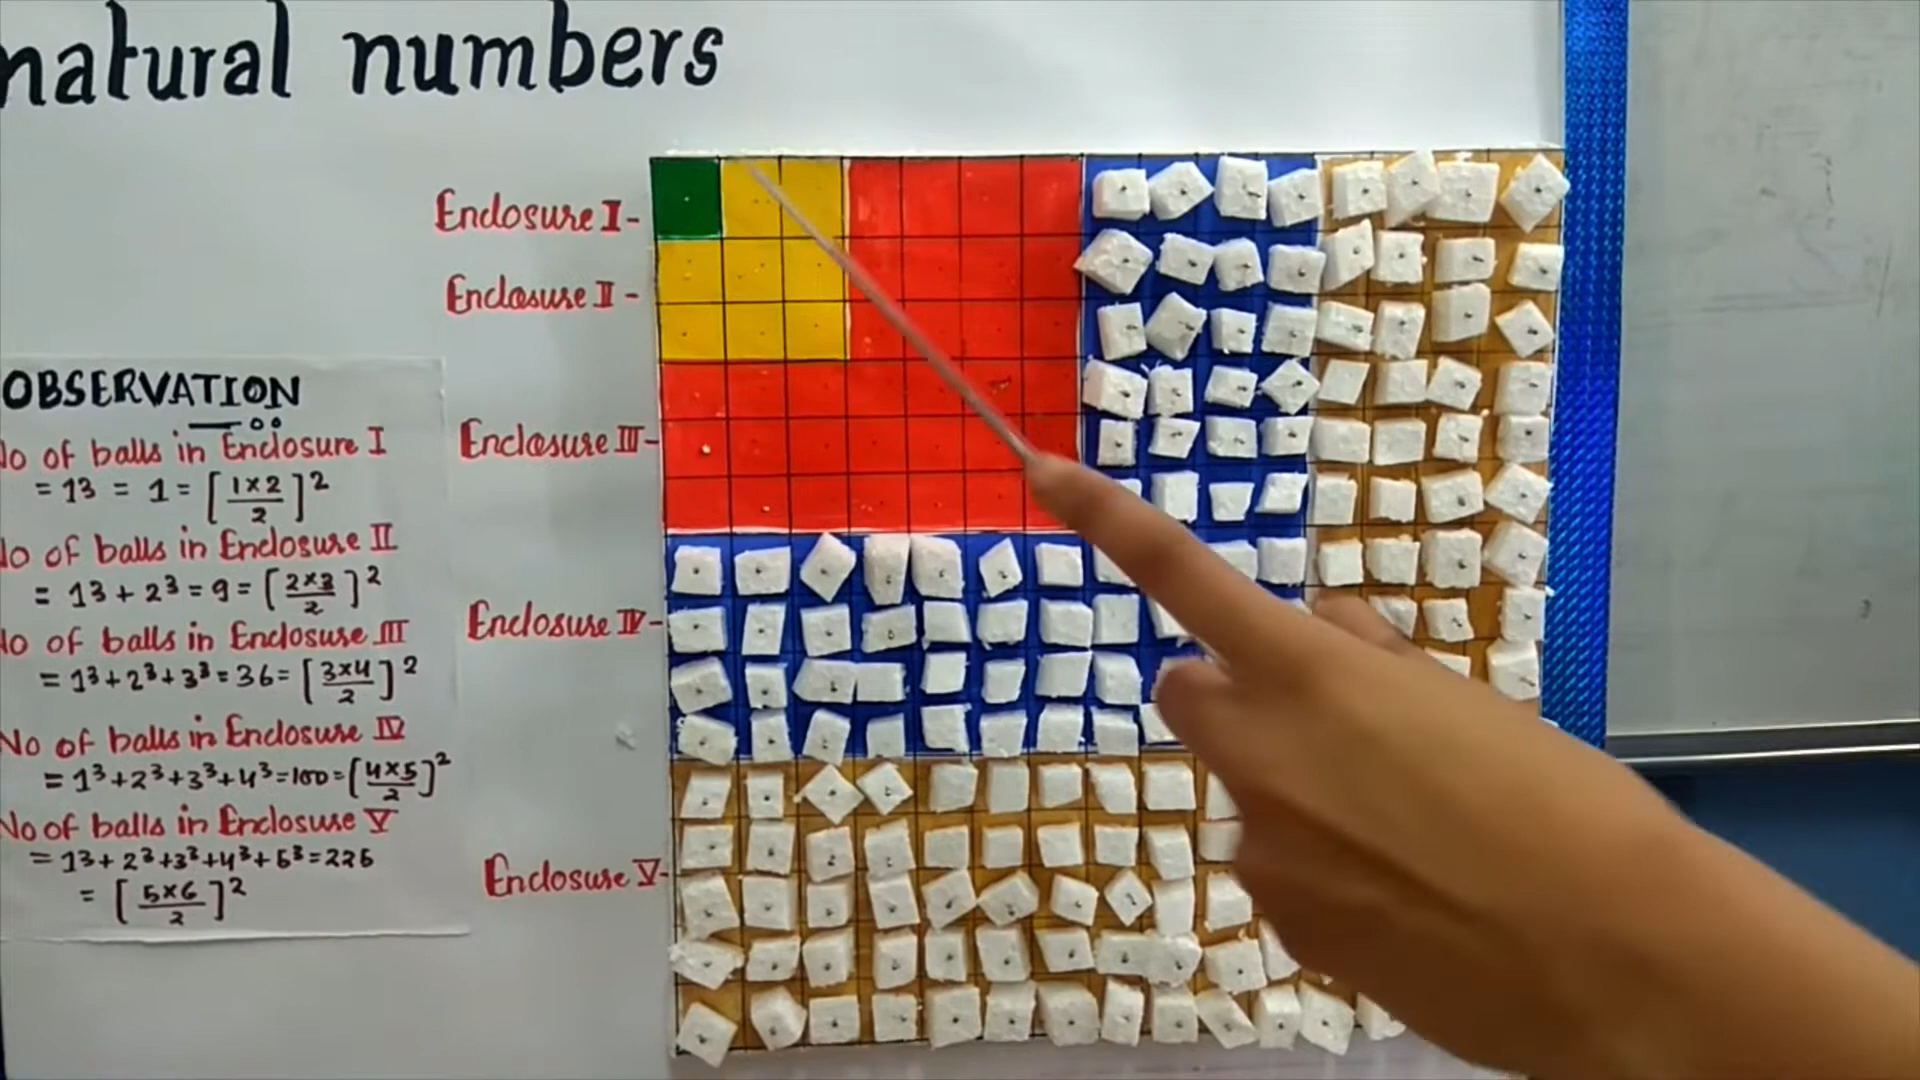 natural numbers
Enclosure I-
Enclosure II -
Enclosure III-
Enclosure IV-
Enclosure V-
OBSERVATION
No of balls in Enclosure I
= 1³ = 1 = [1×2/2]²
No of balls in Enclosure II
= 1³ + 2³ = 9 = [2×3/2]²
No of balls in Enclosure III
= 1³+2³+3³=36= [3×4/2]²
No of balls in Enclosure IV
= 1³+2³+3³+4³=100=[4×5/2]²
No of balls in Enclosure V
= 1³+2³+3³+4³+5³=225
= [5×6/2]²